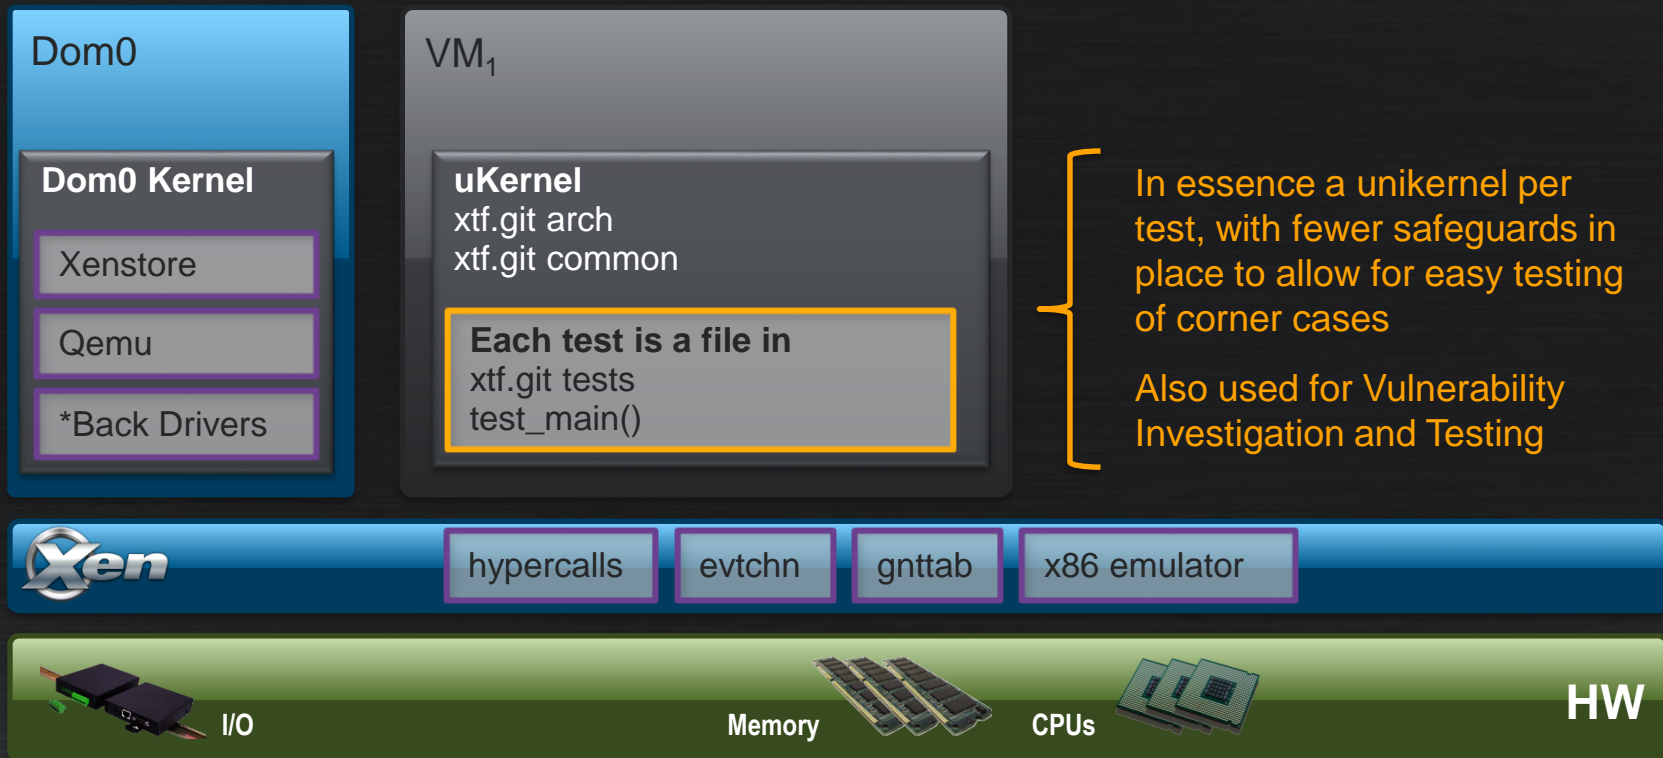 Dom0
Dom0 Kernel
Xenstore
Qemu
*Back Drivers
VM₁
uKernel
xtf.git arch
xtf.git common
Each test is a file in
xtf.git tests
test_main()
In essence a unikernel per
test, with fewer safeguards in
place to allow for easy testing
of corner cases
Also used for Vulnerability
Investigation and Testing
Xen
hypercalls
evtchn
gnttab
x86 emulator
I/O
Memory
CPUs
HW